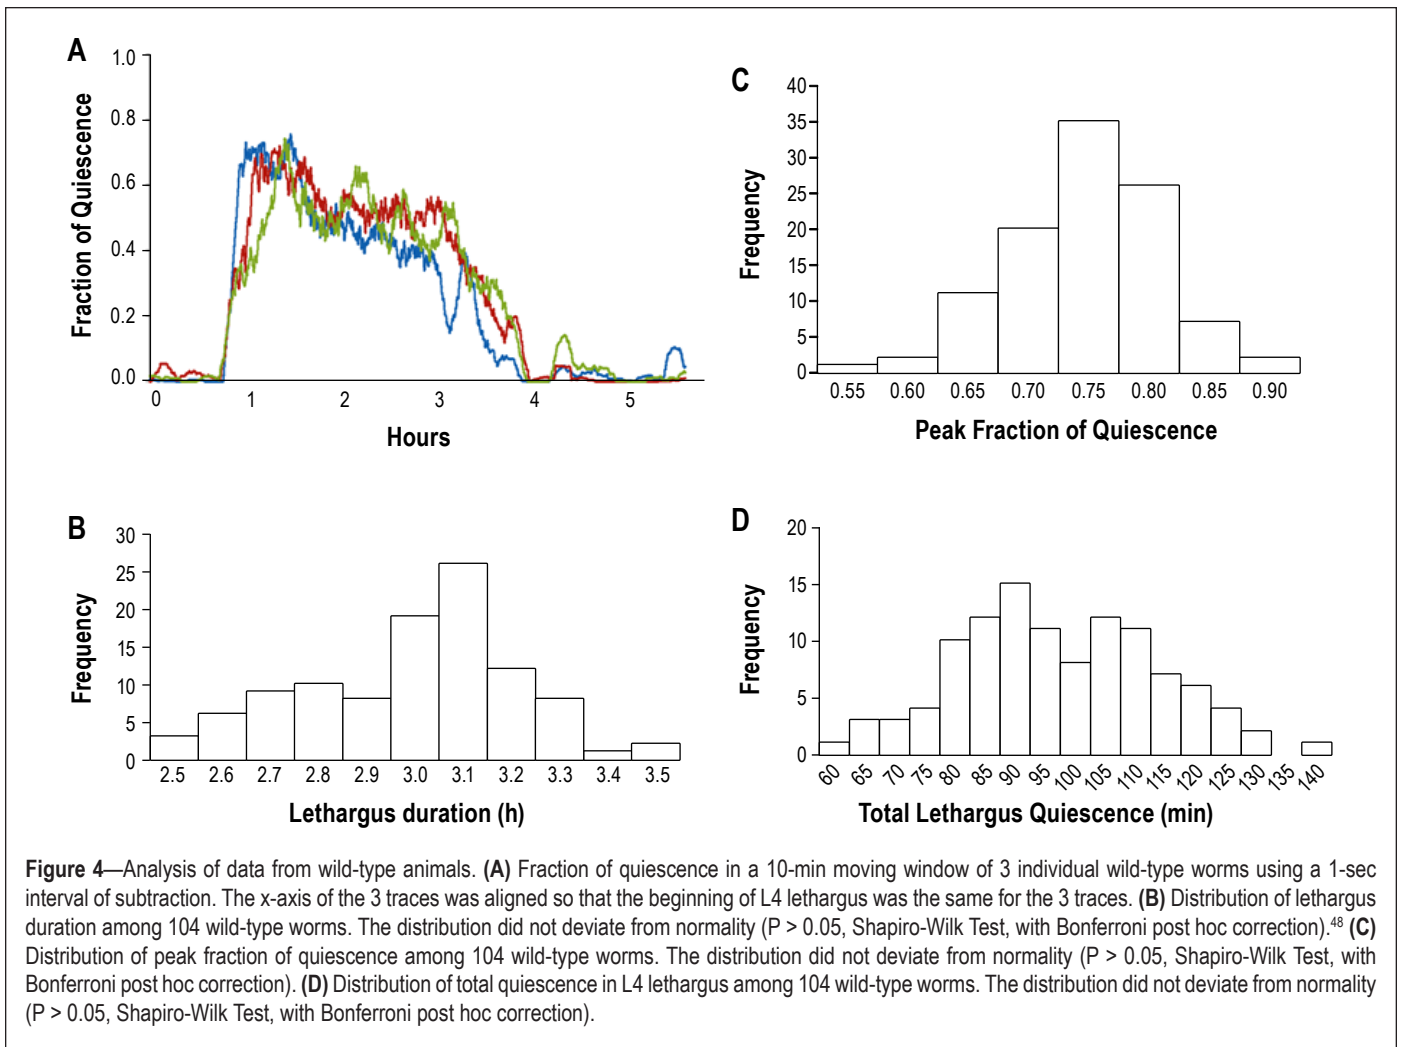 A
1.0
0.8
0.6
0.4
0.2
0.0
Fraction of Quiescence
0 1 2 3 4 5
Hours
C
40
35
30
25
20
15
10
5
0
Frequency
0.55 0.60 0.65 0.70 0.75 0.80 0.85 0.90
Peak Fraction of Quiescence
B
30
25
20
15
10
5
0
Frequency
2.5 2.6 2.7 2.8 2.9 3.0 3.1 3.2 3.3 3.4 3.5
Lethargus duration (h)
D
20
15
10
5
0
Frequency
60 65 70 75 80 85 90 95 100 105 110 115 120 125 130 135 140
Total Lethargus Quiescence (min)
Figure 4—Analysis of data from wild-type animals. (A) Fraction of quiescence in a 10-min moving window of 3 individual wild-type worms using a 1-sec
interval of subtraction. The x-axis of the 3 traces was aligned so that the beginning of L4 lethargus was the same for the 3 traces. (B) Distribution of lethargus
duration among 104 wild-type worms. The distribution did not deviate from normality (P > 0.05, Shapiro-Wilk Test, with Bonferroni post hoc correction).⁴⁸ (C)
Distribution of peak fraction of quiescence among 104 wild-type worms. The distribution did not deviate from normality (P > 0.05, Shapiro-Wilk Test, with
Bonferroni post hoc correction). (D) Distribution of total quiescence in L4 lethargus among 104 wild-type worms. The distribution did not deviate from normality
(P > 0.05, Shapiro-Wilk Test, with Bonferroni post hoc correction).